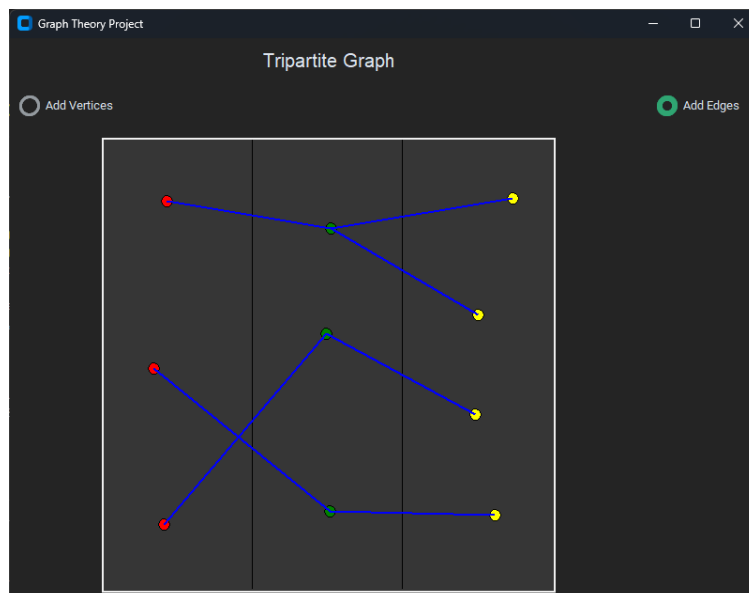 Graph Theory Project
Tripartite Graph
Add Vertices
Add Edges